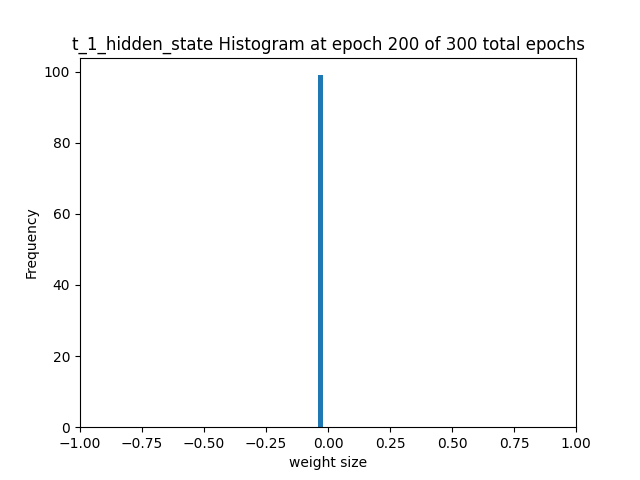 t_1_hidden_state Histogram at epoch 200 of 300 total epochs
100
80
60
40
20
0
Frequency
−1.00 −0.75 −0.50 −0.25 0.00 0.25 0.50 0.75 1.00
weight size